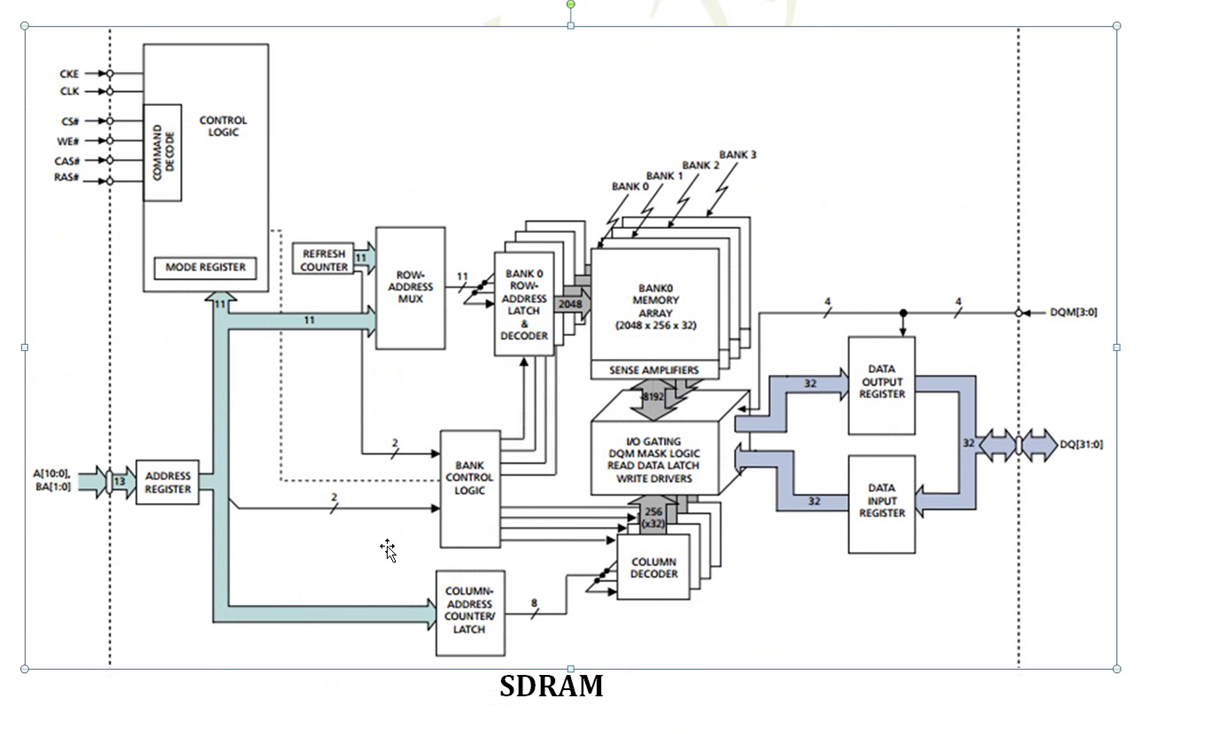 CKE
CLK
CS#
WE#
CAS#
RAS#
COMMAND
DECODE
CONTROL
LOGIC
MODE REGISTER
BANK 0
BANK 1
BANK 2
BANK 3
REFRESH
COUNTER
11
ROW-
ADDRESS
MUX
11
11
11
BANK 0
ROW-
ADDRESS
LATCH
&
DECODER
2048
BANK0
MEMORY
ARRAY
(2048 x 256 x 32)
SENSE AMPLIFIERS
8192
4
4
DQM[3:0]
DATA
OUTPUT
REGISTER
32
I/O GATING
DQM MASK LOGIC
READ DATA LATCH
WRITE DRIVERS
32
DQ[31:0]
DATA
INPUT
REGISTER
32
A[10:0],
BA[1:0]
13
ADDRESS
REGISTER
2
2
BANK
CONTROL
LOGIC
256
(x32)
COLUMN
DECODER
COLUMN-
ADDRESS
COUNTER/
LATCH
8
SDRAM